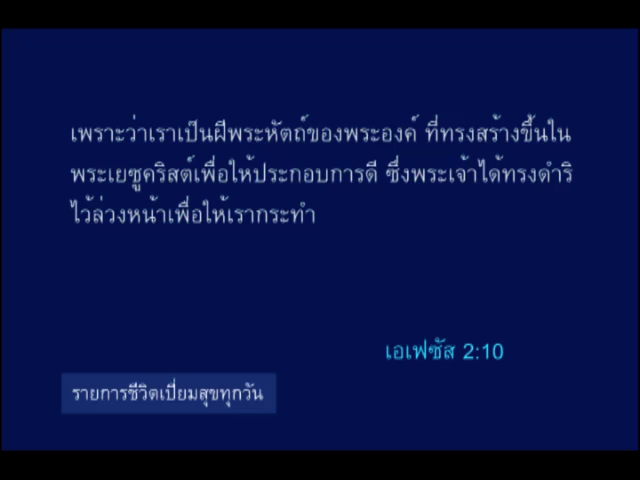 เพราะว่าเราเป็นฝีพระหัตถ์ของพระองค์ ที่ทรงสร้างขึ้นใน
พระเยซูคริสต์เพื่อให้ประกอบการดี ซึ่งพระเจ้าได้ทรงดำริ
ไว้ล่วงหน้าเพื่อให้เรากระทำ
เอเฟซัส 2:10
รายการชีวิตเปี่ยมสุขทุกวัน